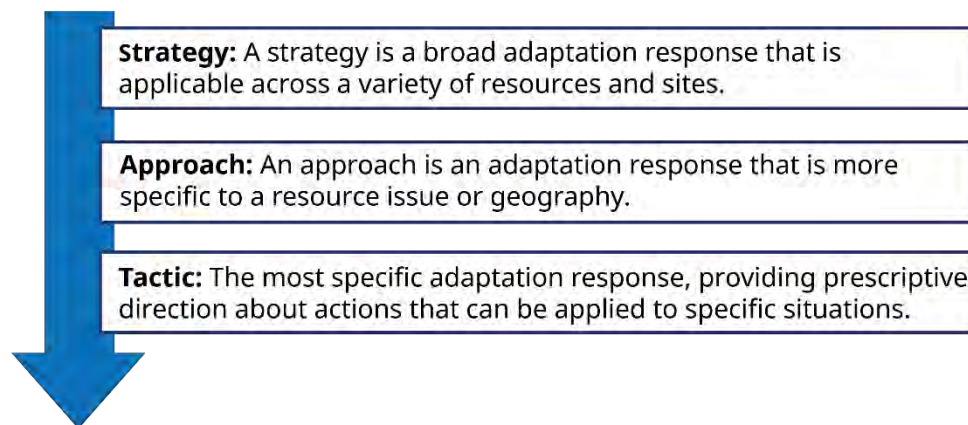 Strategy: A strategy is a broad adaptation response that is
applicable across a variety of resources and sites.
Approach: An approach is an adaptation response that is more
specific to a resource issue or geography.
Tactic: The most specific adaptation response, providing prescriptive
direction about actions that can be applied to specific situations.